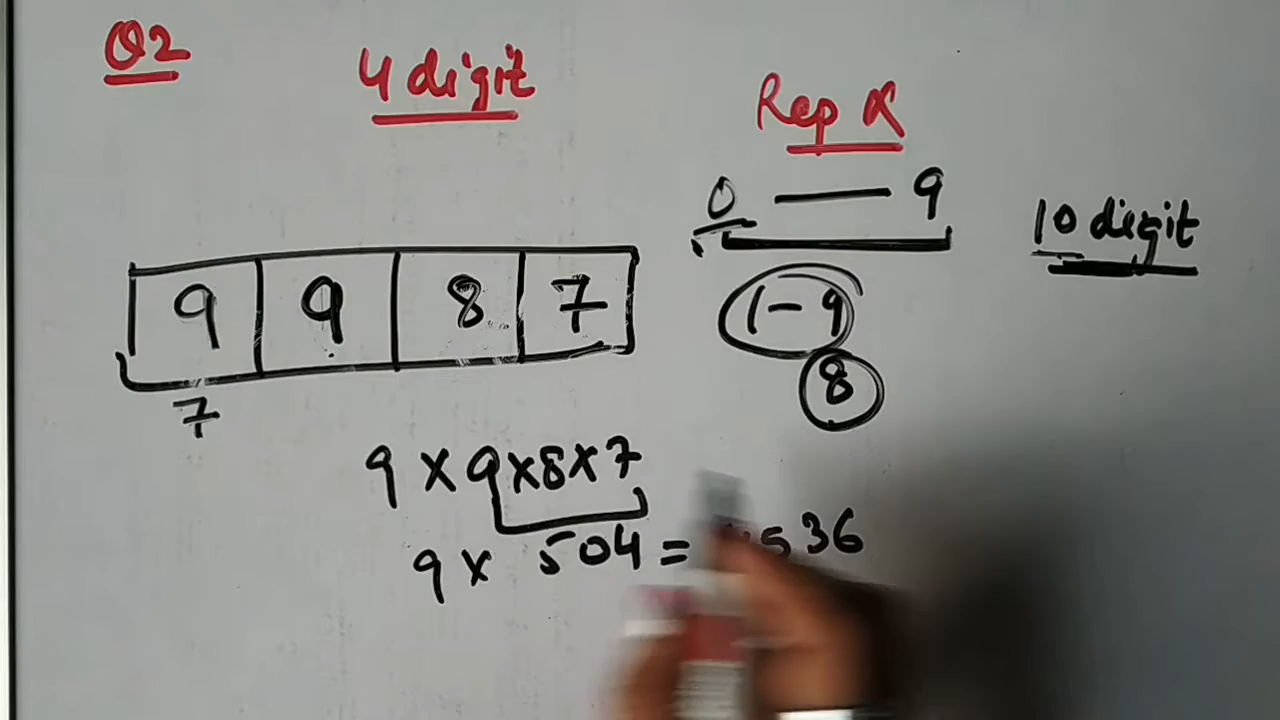 Q2
4 digit
Rep X
0 — 9
10 digit
9 9 8 7
1-9
8
7
9 × 9 × 8 × 7
9 × 504 = 536